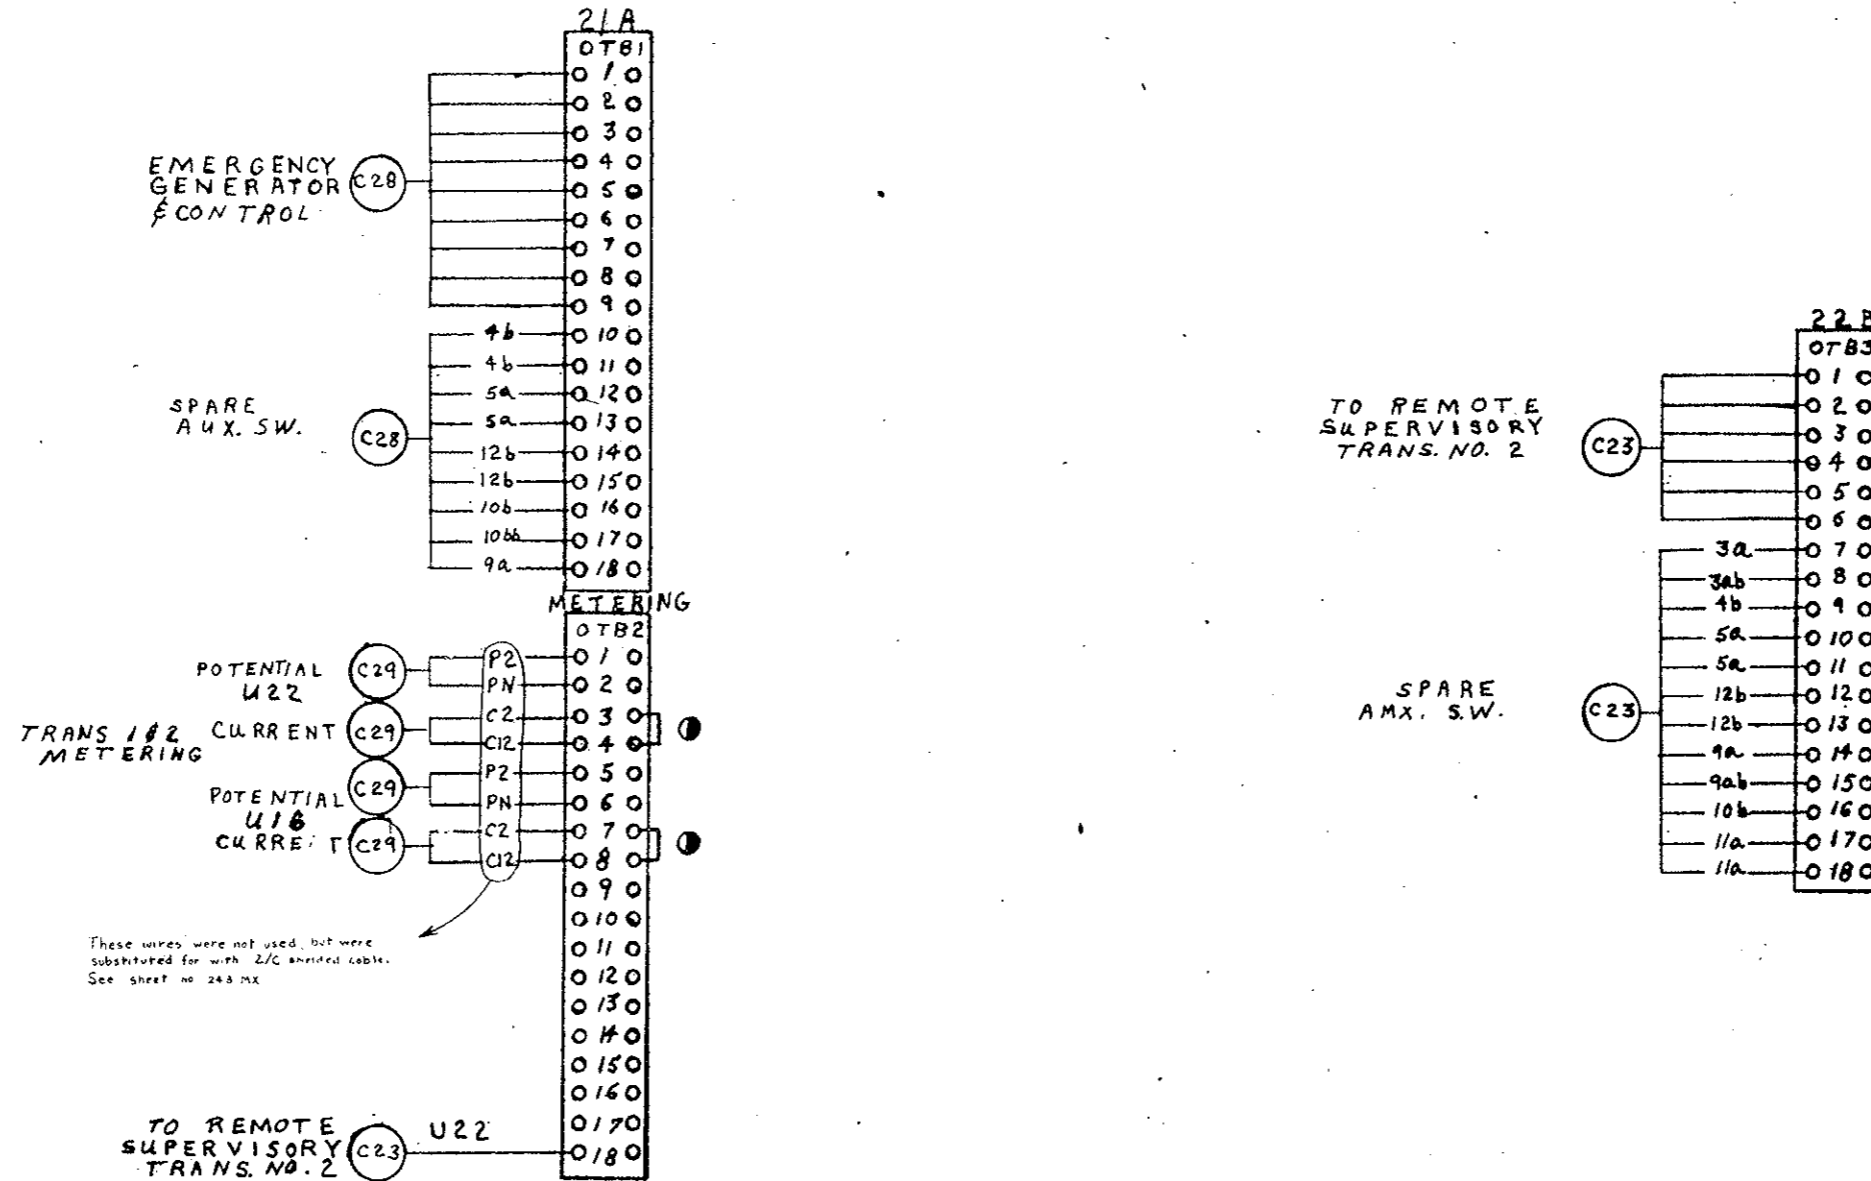 21A
OTB1
1
2
3
4
5
6
7
8
9
EMERGENCY
GENERATOR
& CONTROL
C28
4b 10
4b 11
5a 12
5a 13
12b 14
12b 15
10b 16
10bb 17
9a 18
SPARE
AUX. SW.
C28
METERING
OTB2
P2 1
PN 2
C2 3
C12 4
P2 5
PN 6
C2 7
C12 8
9
10
11
12
13
14
15
16
17
18
POTENTIAL C29
U22
TRANS 1&2
METERING
CURRENT C29
POTENTIAL C29
CURRE T C29
These wires were not used, but were
substituted for with 2/C cable.
See sheet no 243 MX
TO REMOTE
SUPERVISORY
TRANS. NO. 2
C23
U22
22B
OTB3
1
2
3
4
5
6
TO REMOTE
SUPERVISORY
TRANS. NO. 2
C23
3a 7
3ab 8
4b 9
5a 10
5a 11
12b 12
12b 13
9a 14
9ab 15
10b 16
11a 17
11a 18
SPARE
AMX. S.W.
C23